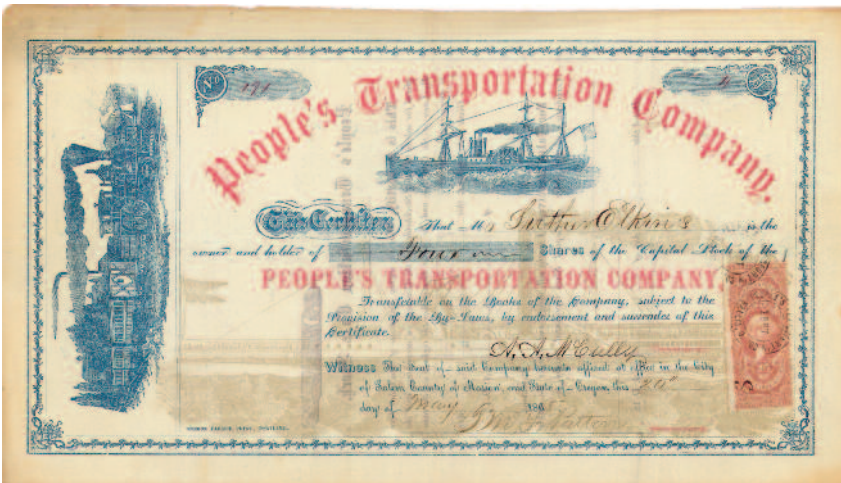 No 171
People's Transportation Company.
This Certifies That Mr Luther Elkins is the
owner and holder of Four Shares of the Capital Stock of the
PEOPLE'S TRANSPORTATION COMPANY,
Transferable on the Books of the Company, subject to the
Provision of the By-Laws, by endorsement and surrender of this
Certificate.
A. A. McCully
Witness The Seal of said Company hereunto affixed at office in the City
of Salem County of Marion, and State of Oregon, this
day of May 186